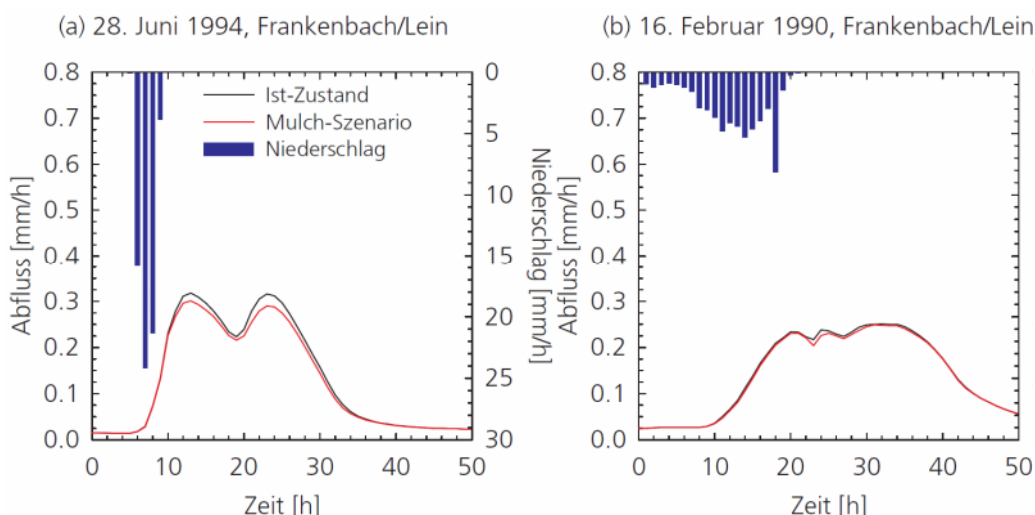 (a) 28. Juni 1994, Frankenbach/Lein
(b) 16. Februar 1990, Frankenbach/Lein
0.8
0.7
0.6
0.5
0.4
0.3
0.2
0.1
0.0
Abfluss [mm/h]
Ist-Zustand
Mulch-Szenario
Niederschlag
0
5
10
15
20
25
30
Niederschlag [mm/h]
0 10 20 30 40 50
Zeit [h]
0.8
0.7
0.6
0.5
0.4
0.3
0.2
0.1
0.0
Abfluss [mm/h]
0 10 20 30 40 50
Zeit [h]